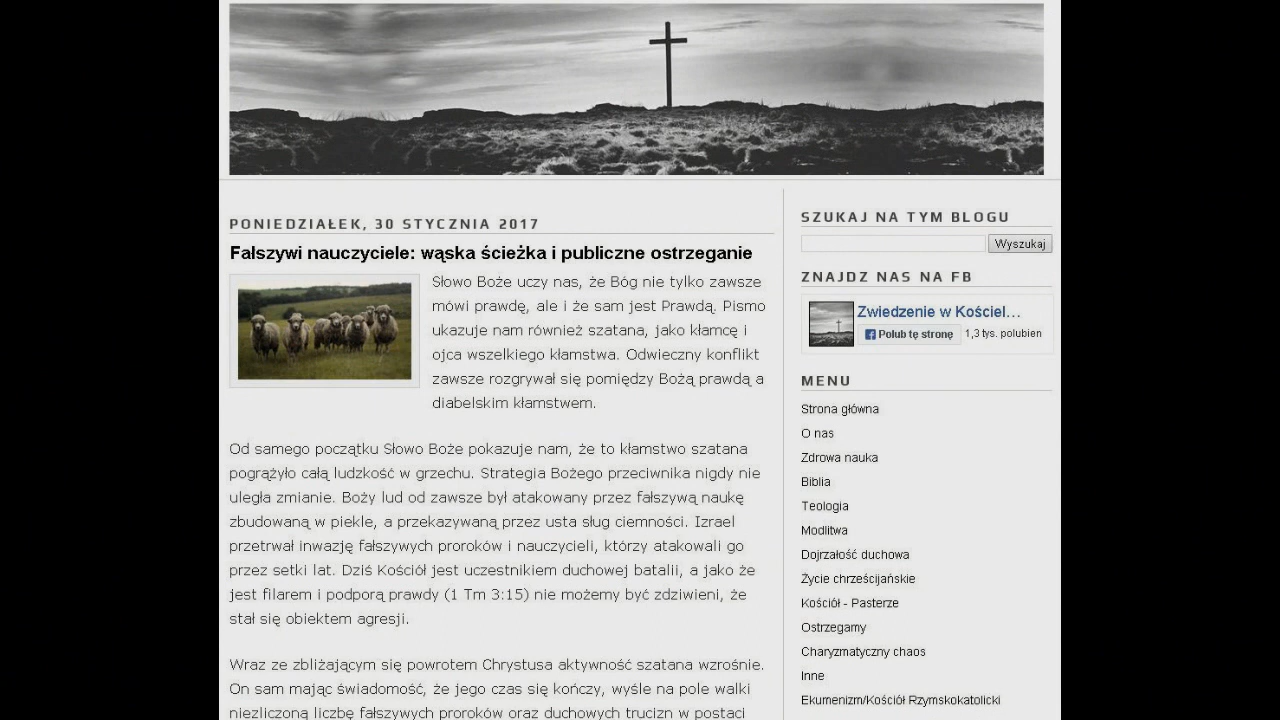 PONIEDZIAŁEK, 30 STYCZNIA 2017
Fałszywi nauczyciele: wąska ścieżka i publiczne ostrzeganie
Słowo Boże uczy nas, że Bóg nie tylko zawsze
mówi prawdę, ale i że sam jest Prawdą. Pismo
ukazuje nam również szatana, jako kłamcę i
ojca wszelkiego kłamstwa. Odwieczny konflikt
zawsze rozgrywał się pomiędzy Bożą prawdą a
diabelskim kłamstwem.
Od samego początku Słowo Boże pokazuje nam, że to kłamstwo szatana
pogrążyło całą ludzkość w grzechu. Strategia Bożego przeciwnika nigdy nie
uległa zmianie. Boży lud od zawsze był atakowany przez fałszywą naukę
zbudowaną w piekle, a przekazywaną przez usta sług ciemności. Izrael
przetrwał inwazję fałszywych proroków i nauczycieli, którzy atakowali go
przez setki lat. Dziś Kościół jest uczestnikiem duchowej batalii, a jako że
jest filarem i podporą prawdy (1 Tm 3:15) nie możemy być zdziwieni, że
stał się obiektem agresji.
Wraz ze zbliżającym się powrotem Chrystusa aktywność szatana wzrośnie.
On sam mając świadomość, że jego czas się kończy, wyśle na pole walki
niezliczoną liczbę fałszywych proroków oraz duchowych trucizn w postaci
SZUKAJ NA TYM BLOGU
Wyszukaj
ZNAJDZ NAS NA FB
Zwiedzenie w Kościel...
Polub tę stronę 1,3 tys. polubien
MENU
Strona główna
O nas
Zdrowa nauka
Biblia
Teologia
Modlitwa
Dojrzałość duchowa
Życie chrześcijańskie
Kościół - Pasterze
Ostrzegamy
Charyzmatyczny chaos
Inne
Ekumenizm/Kościół Rzymskokatolicki